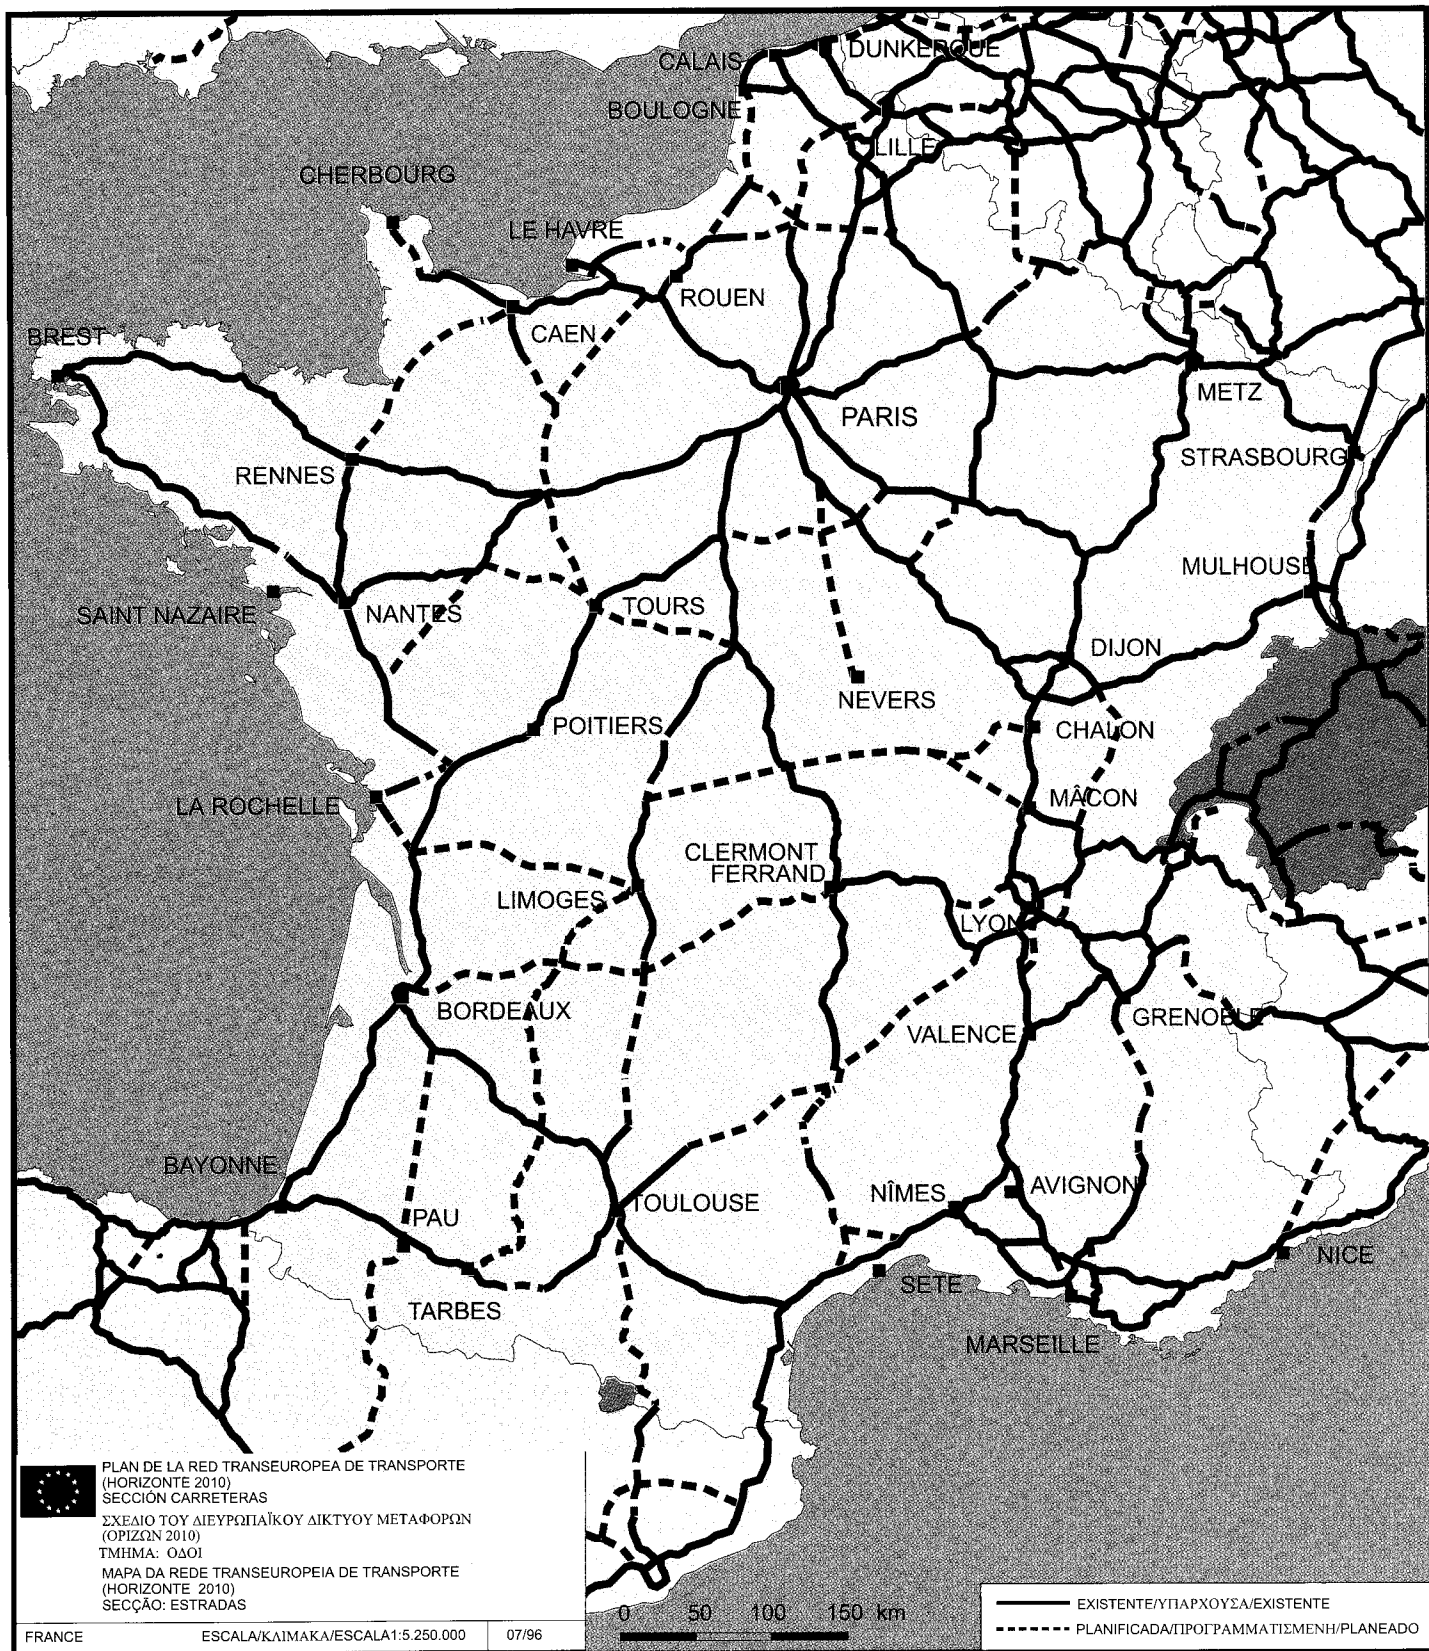 CALAIS
DUNKERQUE
BOULOGNE
LILLE
CHERBOURG
LE HAVRE
ROUEN
CAEN
BREST
PARIS
METZ
STRASBOURG
RENNES
MULHOUSE
SAINT NAZAIRE
NANTES
TOURS
DIJON
NEVERS
POITIERS
CHALON
LA ROCHELLE
MÂCON
CLERMONT
FERRAND
LIMOGES
LYON
BORDEAUX
GRENOBLE
VALENCE
BAYONNE
AVIGNON
NÎMES
TOULOUSE
PAU
NICE
SETE
TARBES
MARSEILLE
PLAN DE LA RED TRANSEUROPEA DE TRANSPORTE
(HORIZONTE 2010)
SECCIÓN CARRETERAS
ΣΧΕΔΙΟ ΤΟΥ ΔΙΕΥΡΩΠΑΪΚΟΥ ΔΙΚΤΥΟΥ ΜΕΤΑΦΟΡΩΝ
(ΟΡΙΖΩΝ 2010)
ΤΜΗΜΑ: ΟΔΟΙ
MAPA DA REDE TRANSEUROPEIA DE TRANSPORTE
(HORIZONTE 2010)
SECÇÃO: ESTRADAS
FRANCE ESCALA/ΚΛΙΜΑΚΑ/ESCALA1:5.250.000 07/96
0 50 100 150 km
EXISTENTE/ΥΠΑΡΧΟΥΣΑ/EXISTENTE
PLANIFICADA/ΠΡΟΓΡΑΜΜΑΤΙΣΜΕΝΗ/PLANEADO